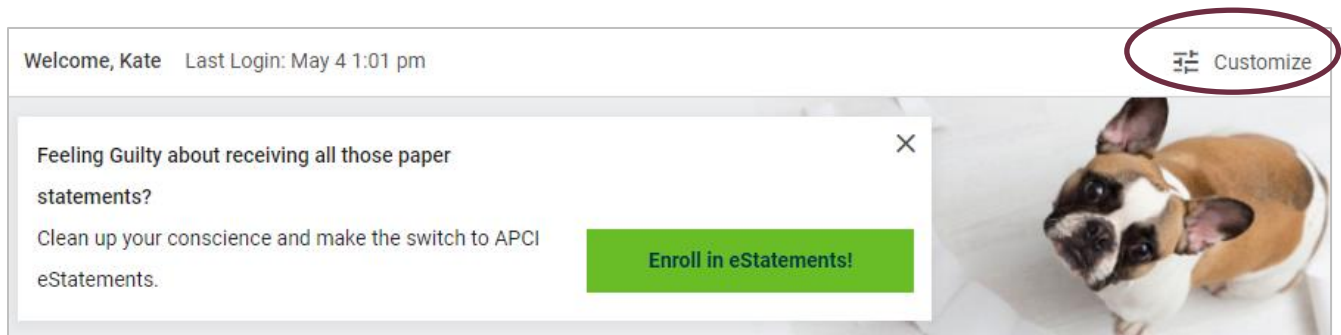 Welcome, Kate Last Login: May 4 1:01 pm
Customize
Feeling Guilty about receiving all those paper
statements?
Clean up your conscience and make the switch to APCI
eStatements.
Enroll in eStatements!